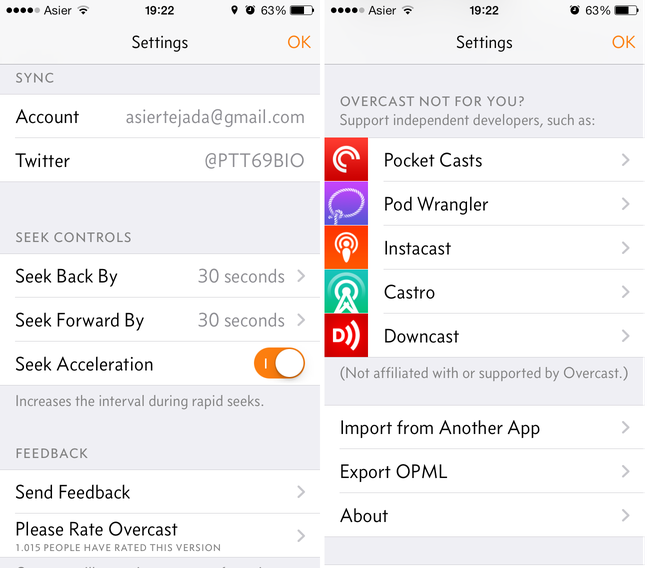 Asier 19:22 63%
Settings OK
SYNC
Account asiertejada@gmail.com
Twitter @PTT69BIO
SEEK CONTROLS
Seek Back By 30 seconds
Seek Forward By 30 seconds
Seek Acceleration
Increases the interval during rapid seeks.
FEEDBACK
Send Feedback
Please Rate Overcast
1.015 PEOPLE HAVE RATED THIS VERSION
Asier 19:22 63%
Settings OK
OVERCAST NOT FOR YOU?
Support independent developers, such as:
Pocket Casts
Pod Wrangler
Instacast
Castro
D Downcast
(Not affiliated with or supported by Overcast.)
Import from Another App
Export OPML
About